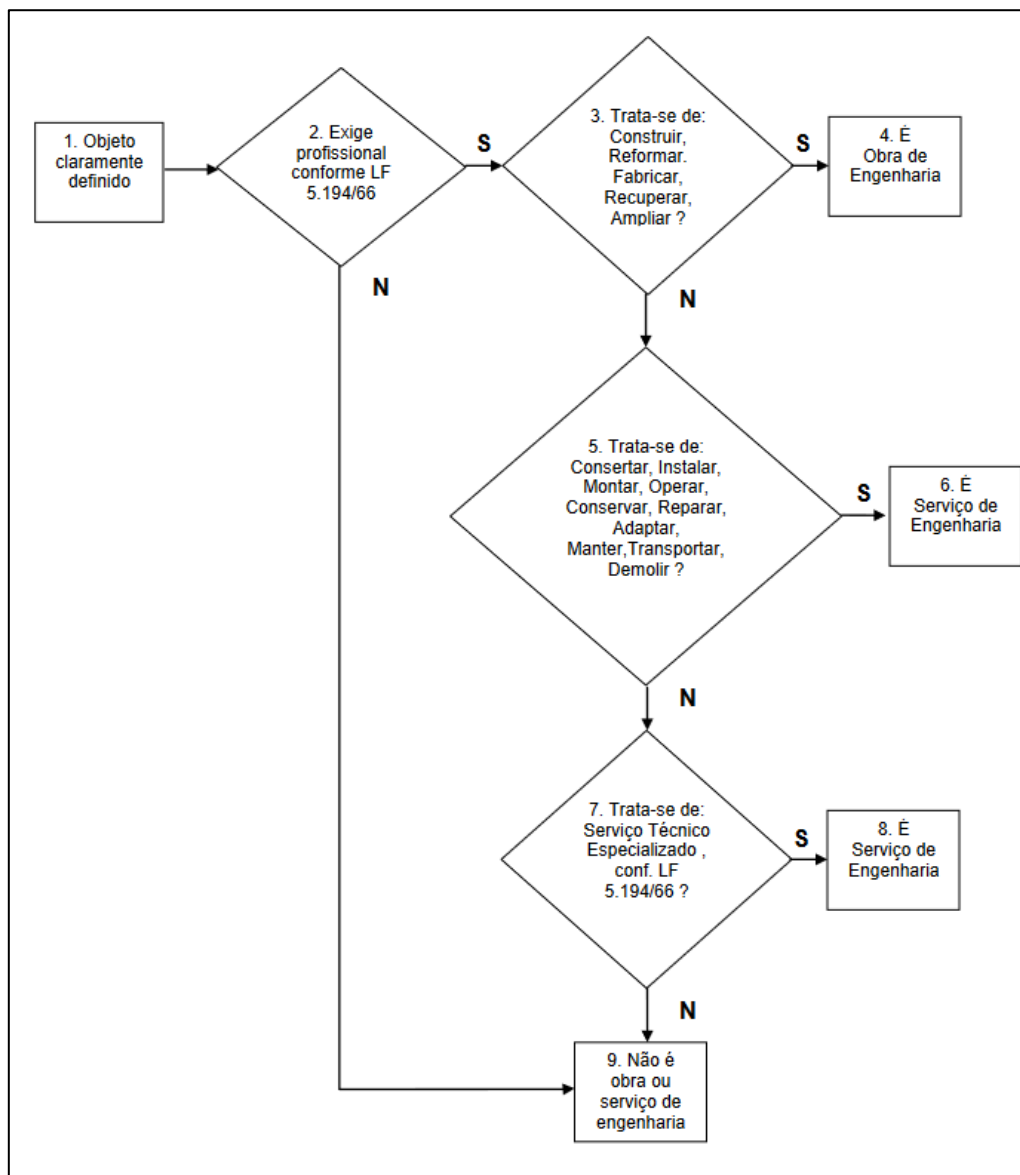 1. Objeto
claramente
definido
2. Exige
profissional
conforme LF
5.194/66
S
3. Trata-se de:
Construir,
Reformar.
Fabricar,
Recuperar,
Ampliar ?
S
4. É
Obra de
Engenharia
N
N
5. Trata-se de:
Consertar, Instalar,
Montar, Operar,
Conservar, Reparar,
Adaptar,
Manter,Transportar,
Demolir ?
S
6. É
Serviço de
Engenharia
N
7. Trata-se de:
Serviço Técnico
Especializado ,
conf. LF
5.194/66 ?
S
8. É
Serviço de
Engenharia
N
9. Não é
obra ou
serviço de
engenharia